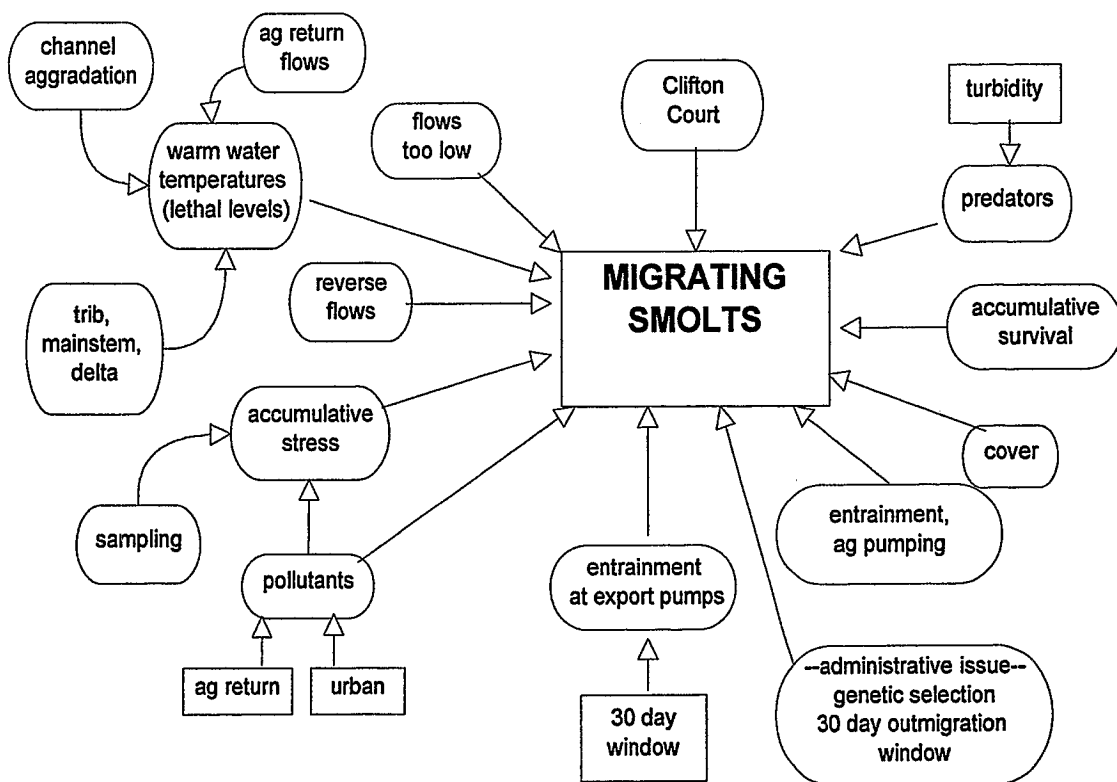 channel
aggradation
ag return
flows
flows
too low
Clifton
Court
turbidity
warm water
temperatures
(lethal levels)
predators
MIGRATING
SMOLTS
reverse
flows
accumulative
survival
trib,
mainstem,
delta
accumulative
stress
cover
sampling
pollutants
entrainment
at export pumps
entrainment,
ag pumping
ag return
urban
30 day
window
--administrative issue--
genetic selection
30 day outmigration
window